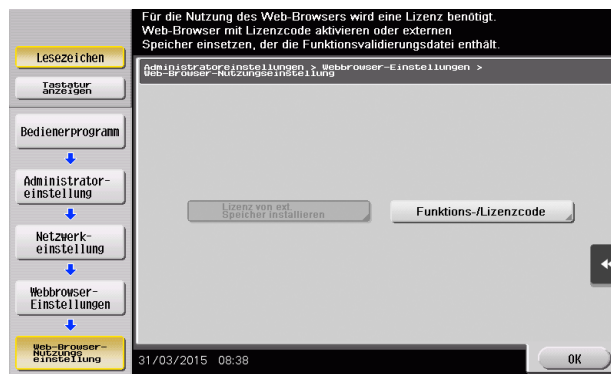 Für die Nutzung des Web-Browsers wird eine Lizenz benötigt.
Web-Browser mit Lizenzcode aktivieren oder externen
Speicher einsetzen, der die Funktionsvalidierungsdatei enthält.
Lesezeichen
Tastatur
anzeigen
Administratoreinstellungen > Webbrowser-Einstellungen >
Web-Browser-Nutzungseinstellung
Bedienerprogramm
Administrator-
einstellung
Netzwerk-
einstellung
Webbrowser-
Einstellungen
Web-Browser-
Nutzungs
einstellung
Lizenz von ext.
Speicher installieren
Funktions-/Lizenzcode
31/03/2015 08:38
OK